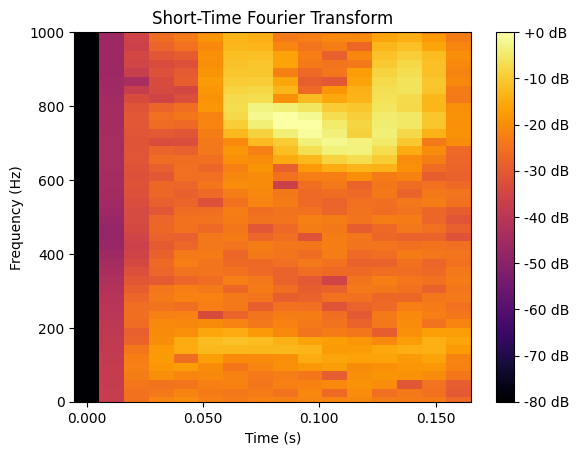 Short-Time Fourier Transform
1000
800
600
400
200
0
Frequency (Hz)
0.000 0.050 0.100 0.150
Time (s)
+0 dB
-10 dB
-20 dB
-30 dB
-40 dB
-50 dB
-60 dB
-70 dB
-80 dB